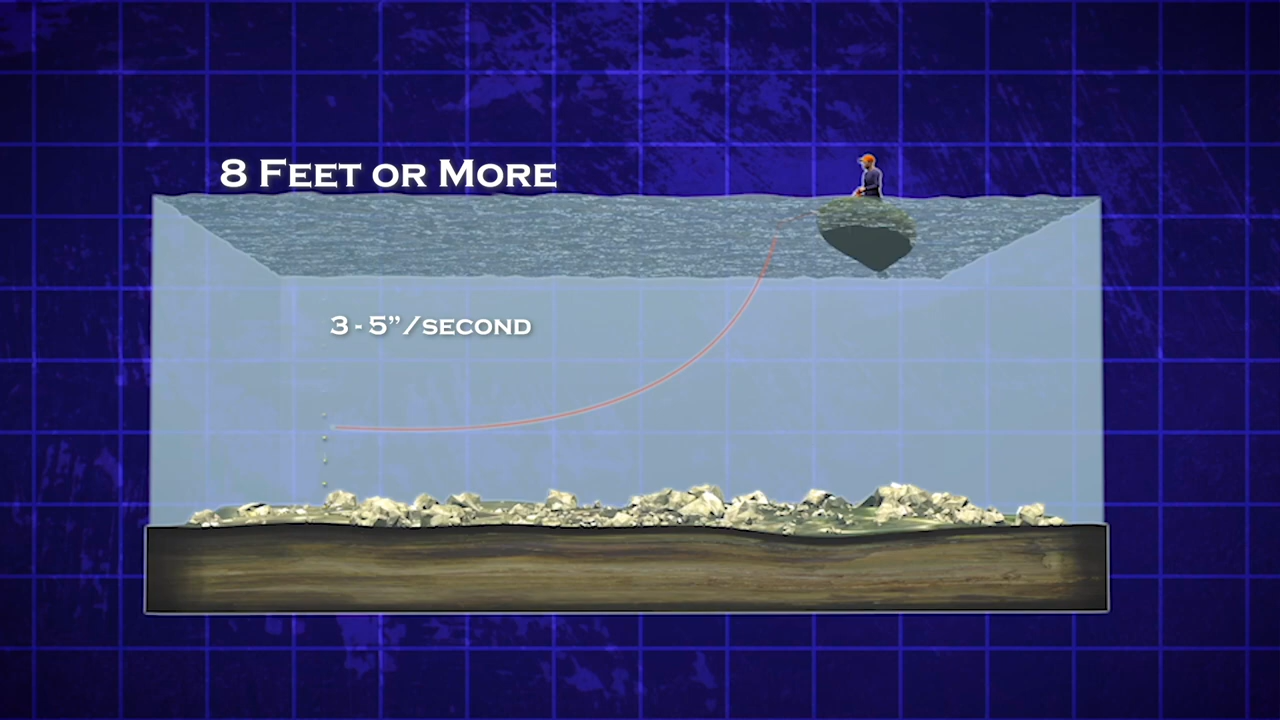 8 Feet or More
3 - 5”/second